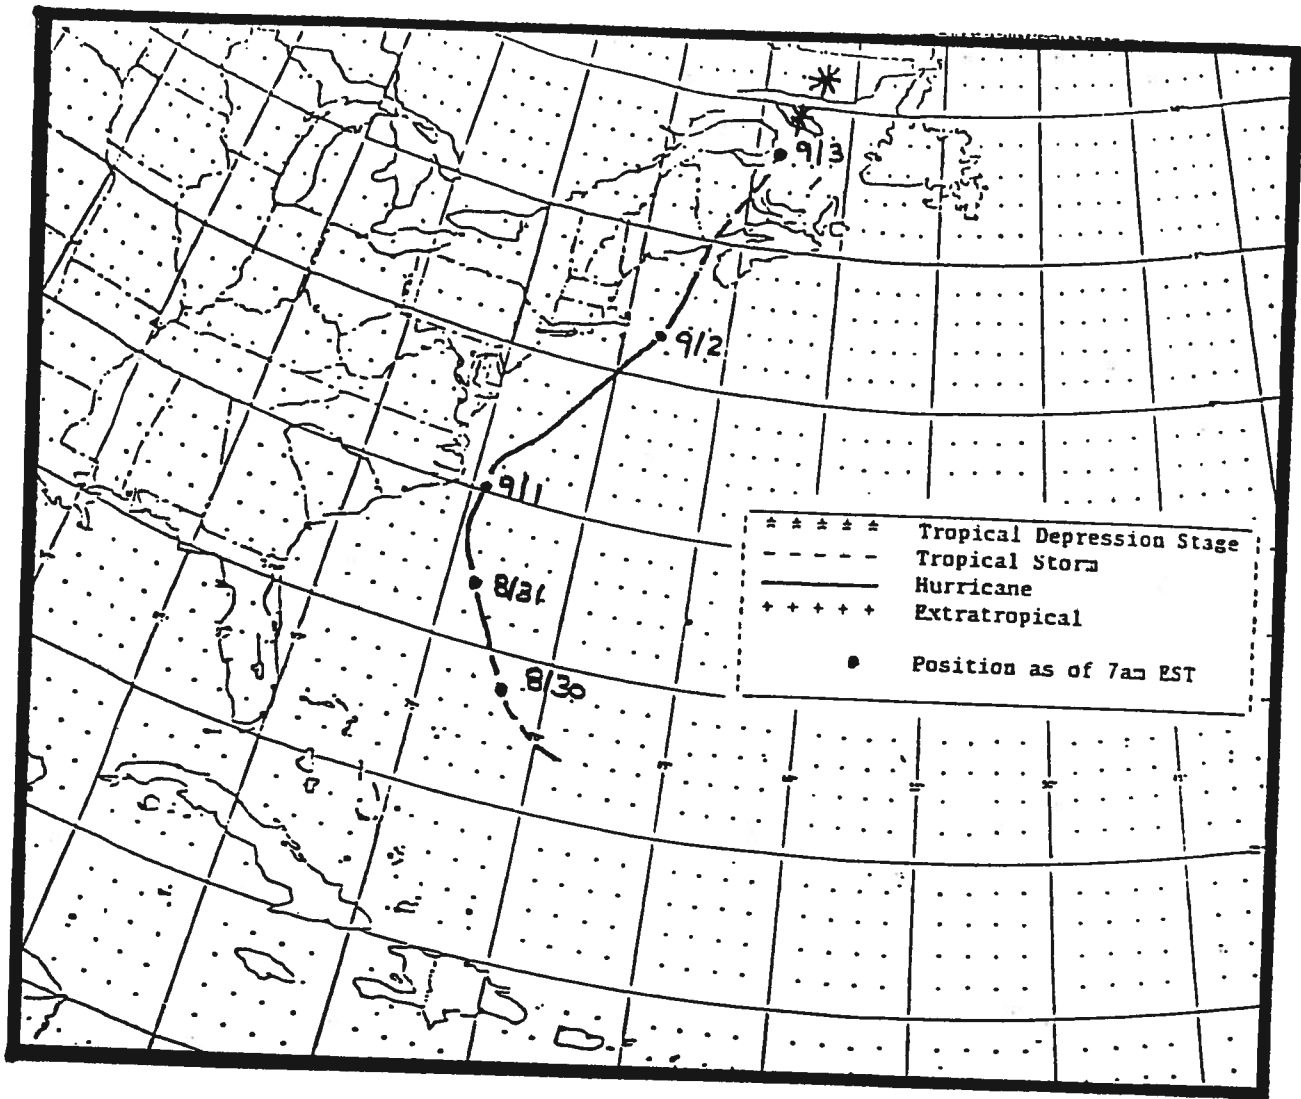 9/3
9/2
9/1
8/31
8/30
Tropical Depression Stage
Tropical Storm
Hurricane
Extratropical
Position as of 7am EST